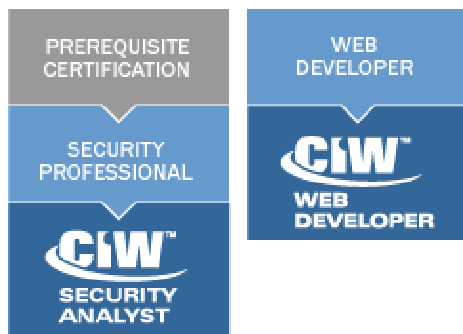 PREREQUISITE
CERTIFICATION
SECURITY
PROFESSIONAL
CIW™
SECURITY
ANALYST
WEB
DEVELOPER
CIW™
WEB
DEVELOPER